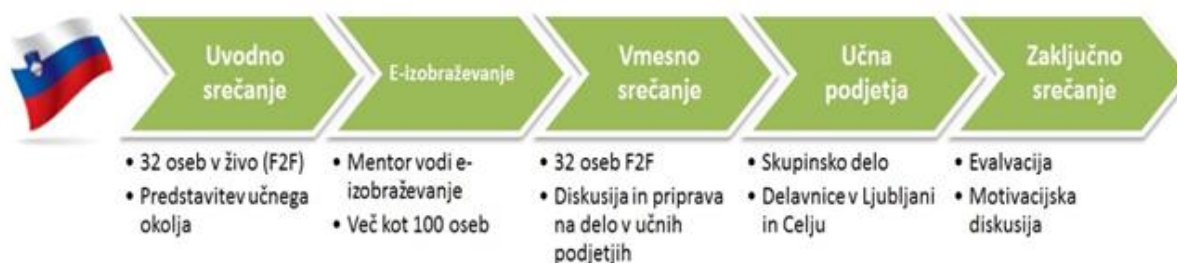 Uvodno
srečanje
E-izobraževanje
Vmesno
srečanje
Učna
podjetja
Zaključno
srečanje
• 32 oseb v živo (F2F)
• Predstavitev učnega
okolja
• Mentor vodi e-
izobraževanje
• Več kot 100 oseb
• 32 oseb F2F
• Diskusija in priprava
na delo v učnih
podjetjih
• Skupinsko delo
• Delavnice v Ljubljani
in Celju
• Evalvacija
• Motivacijska
diskusija